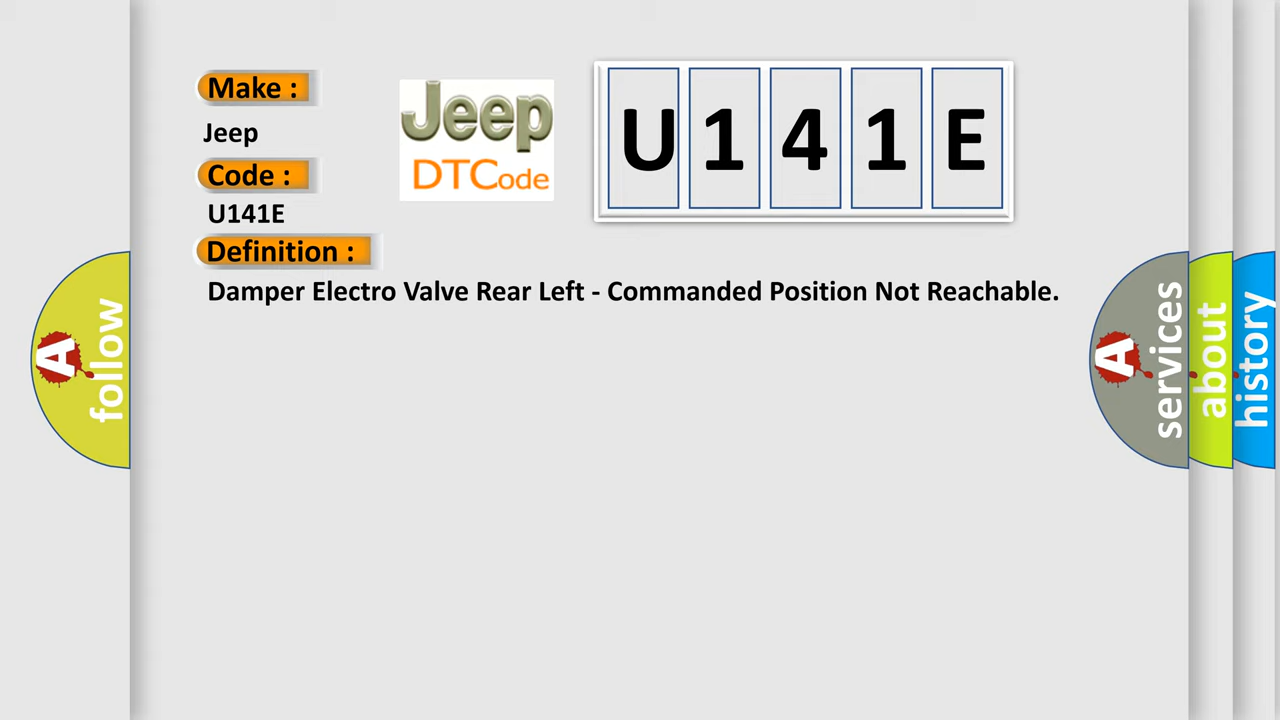 Make :
Jeep
Code :
U141E
Definition :
Damper Electro Valve Rear Left - Commanded Position Not Reachable.
Jeep
DTCode
U141E
A follow
A services
about
history